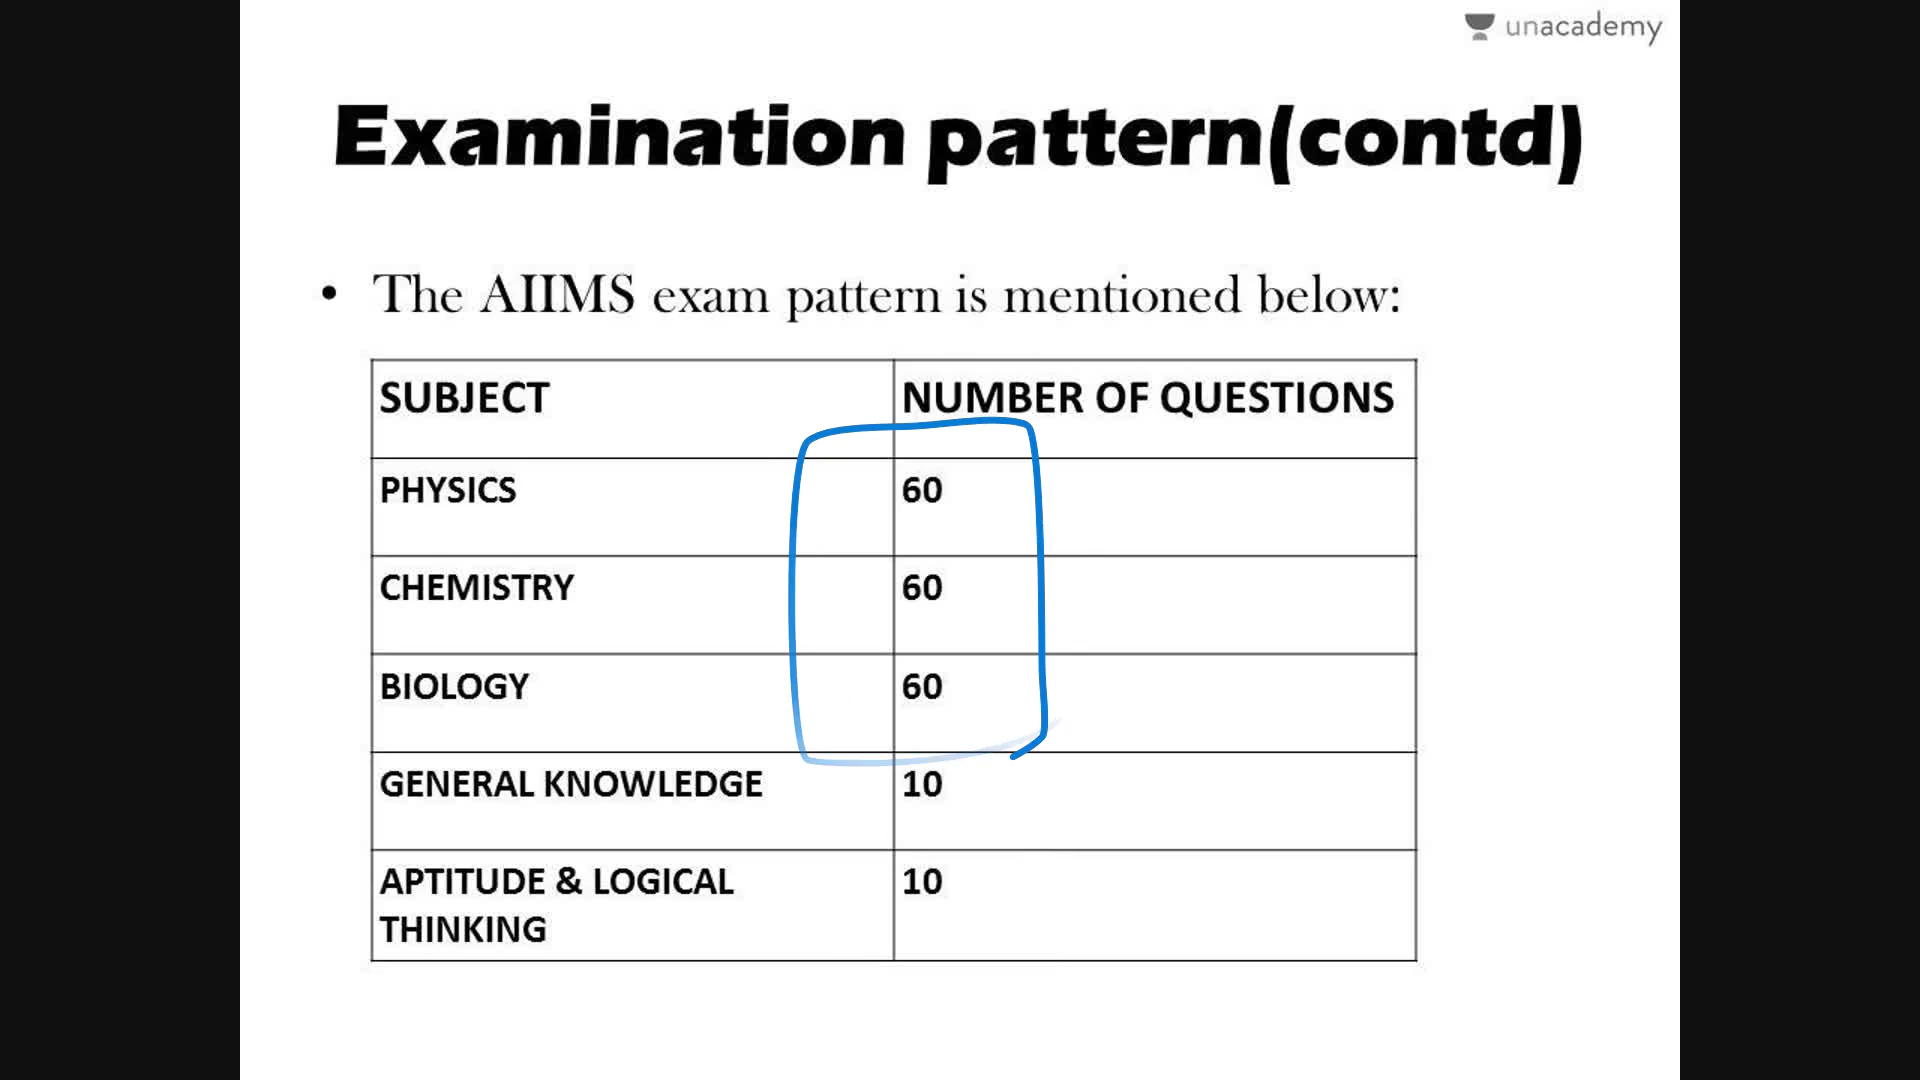 unacademy
Examination pattern(contd)
• The AIIMS exam pattern is mentioned below:
SUBJECT NUMBER OF QUESTIONS
PHYSICS 60
CHEMISTRY 60
BIOLOGY 60
GENERAL KNOWLEDGE 10
APTITUDE & LOGICAL 10
THINKING